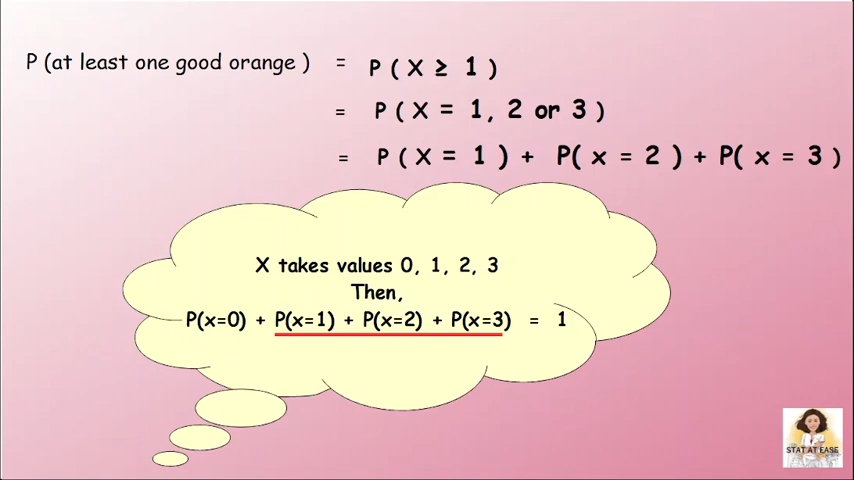 P (at least one good orange ) = P ( X ≥ 1 )
= P ( X = 1, 2 or 3 )
= P ( X = 1 ) + P( x = 2 ) + P( x = 3 )
X takes values 0, 1, 2, 3
Then,
P(x=0) + P(x=1) + P(x=2) + P(x=3) = 1
STAT AT EASE